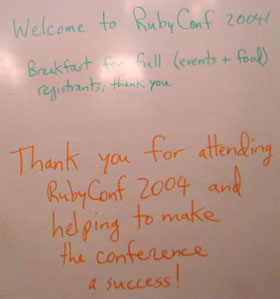 Welcome to RubyConf 2004!
Breakfast for full (events + food)
registrants, thank you.
Thank you for attending
RubyConf 2004 and
helping to make
the conference
a success!